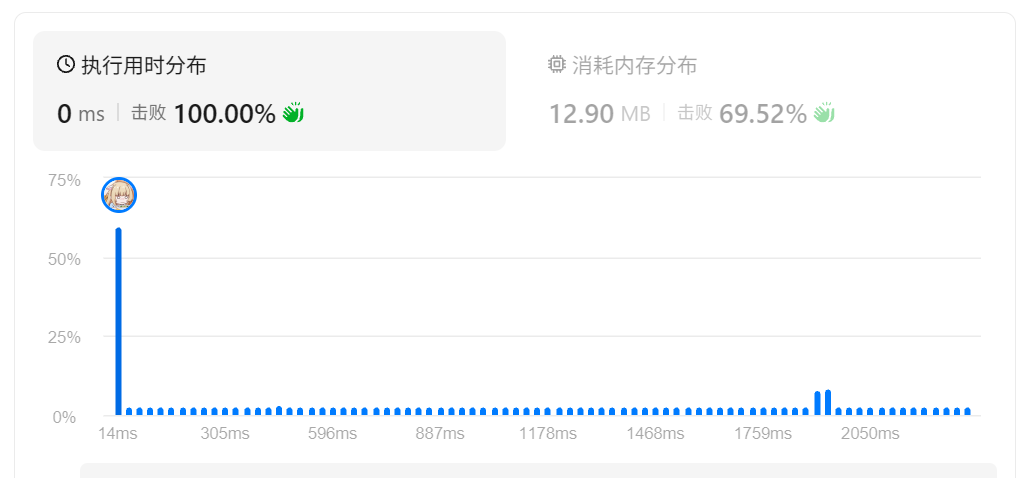 执行用时分布
0 ms 击败 100.00%
消耗内存分布
12.90 MB 击败 69.52%
75%
50%
25%
0%
14ms 305ms 596ms 887ms 1178ms 1468ms 1759ms 2050ms